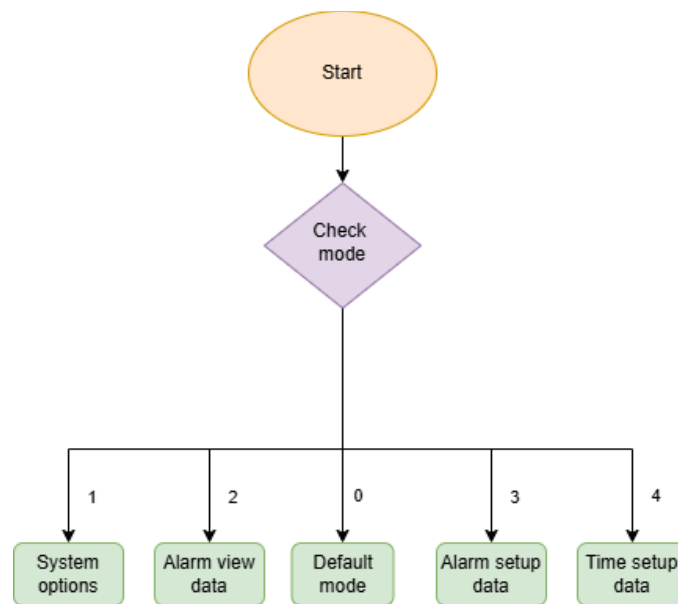 Start
Check
mode
1
2
0
3
4
System
options
Alarm view
data
Default
mode
Alarm setup
data
Time setup
data